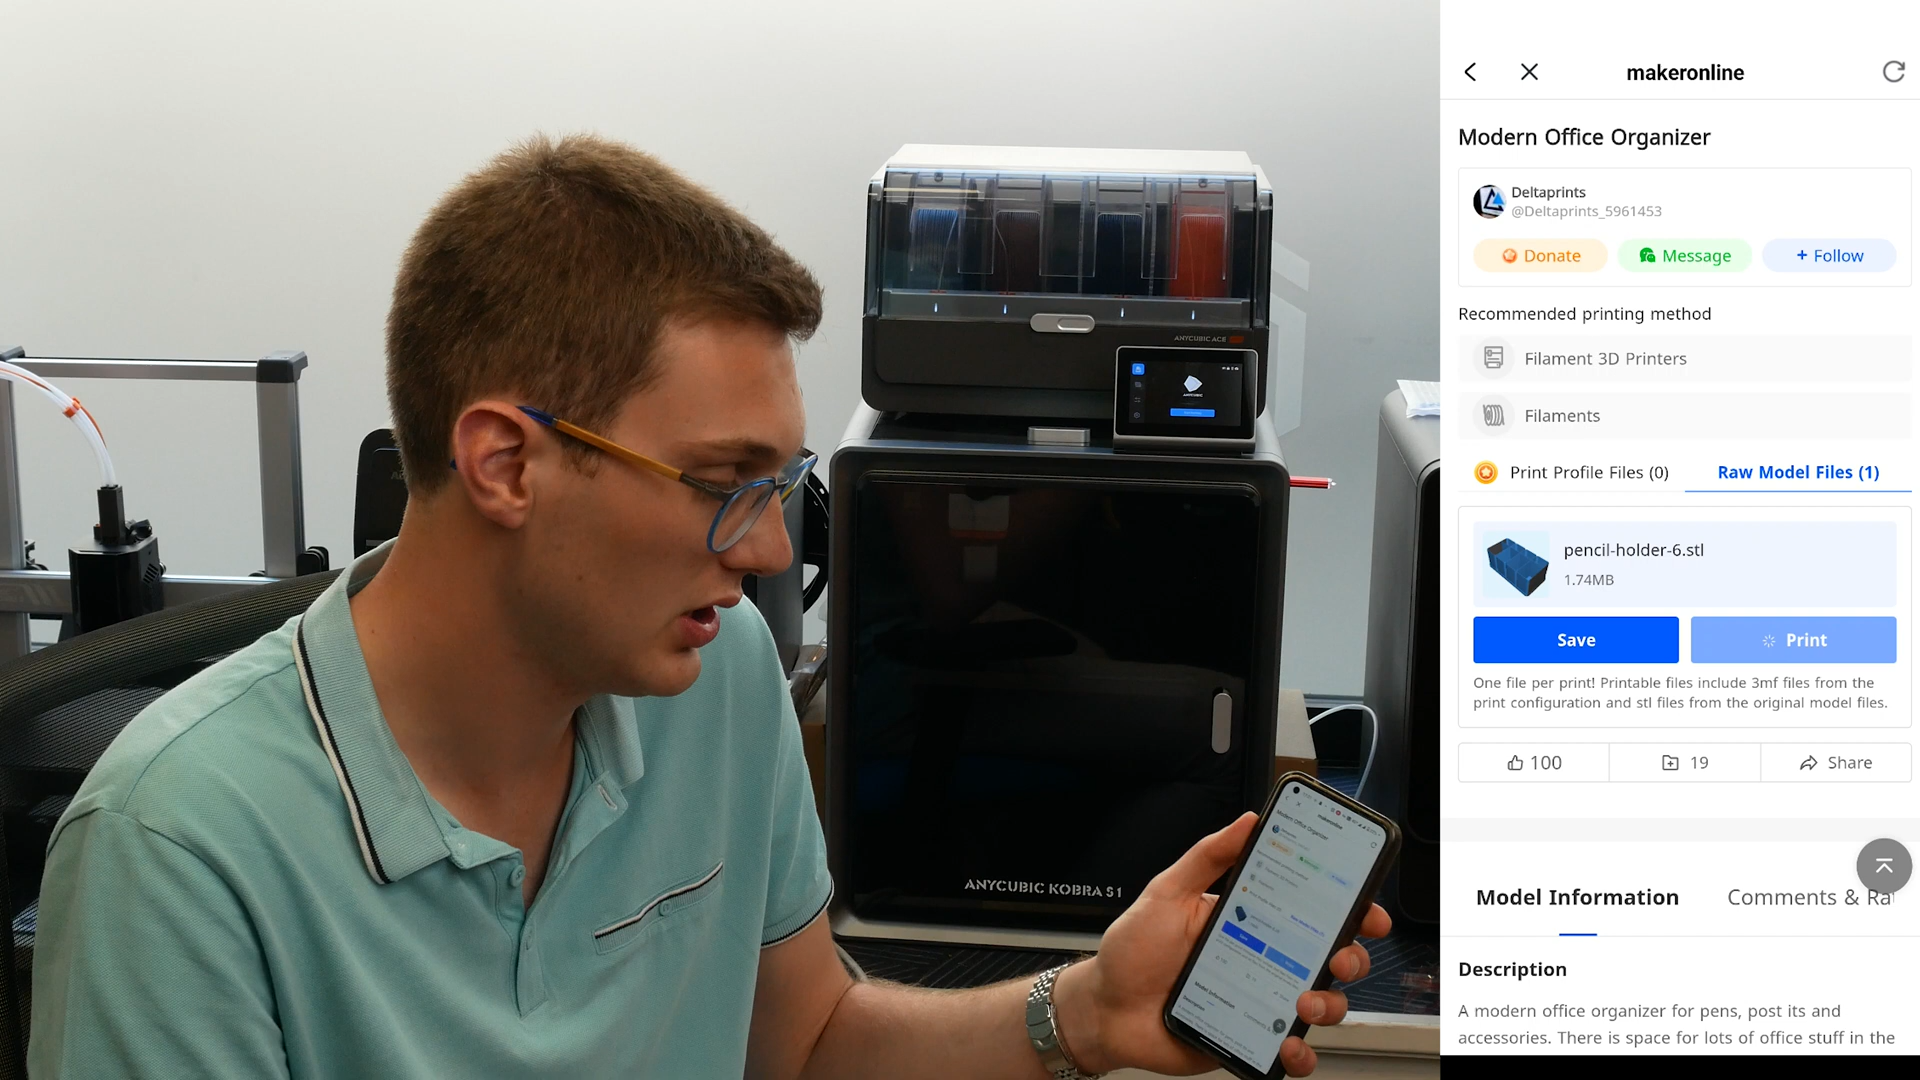 ANYCUBIC ACE
ANYCUBIC
ANYCUBIC KOBRA S1
makeronline
Modern Office Organizer
Deltaprints
@Deltaprints_5961453
Donate
Message
+ Follow
Recommended printing method
Filament 3D Printers
Filaments
Print Profile Files (0)
Raw Model Files (1)
pencil-holder-6.stl
1.74MB
Save
Print
One file per print! Printable files include 3mf files from the
print configuration and stl files from the original model files.
100
19
Share
Model Information
Comments & Ra
Description
A modern office organizer for pens, post its and
accessories. There is space for lots of office stuff in the